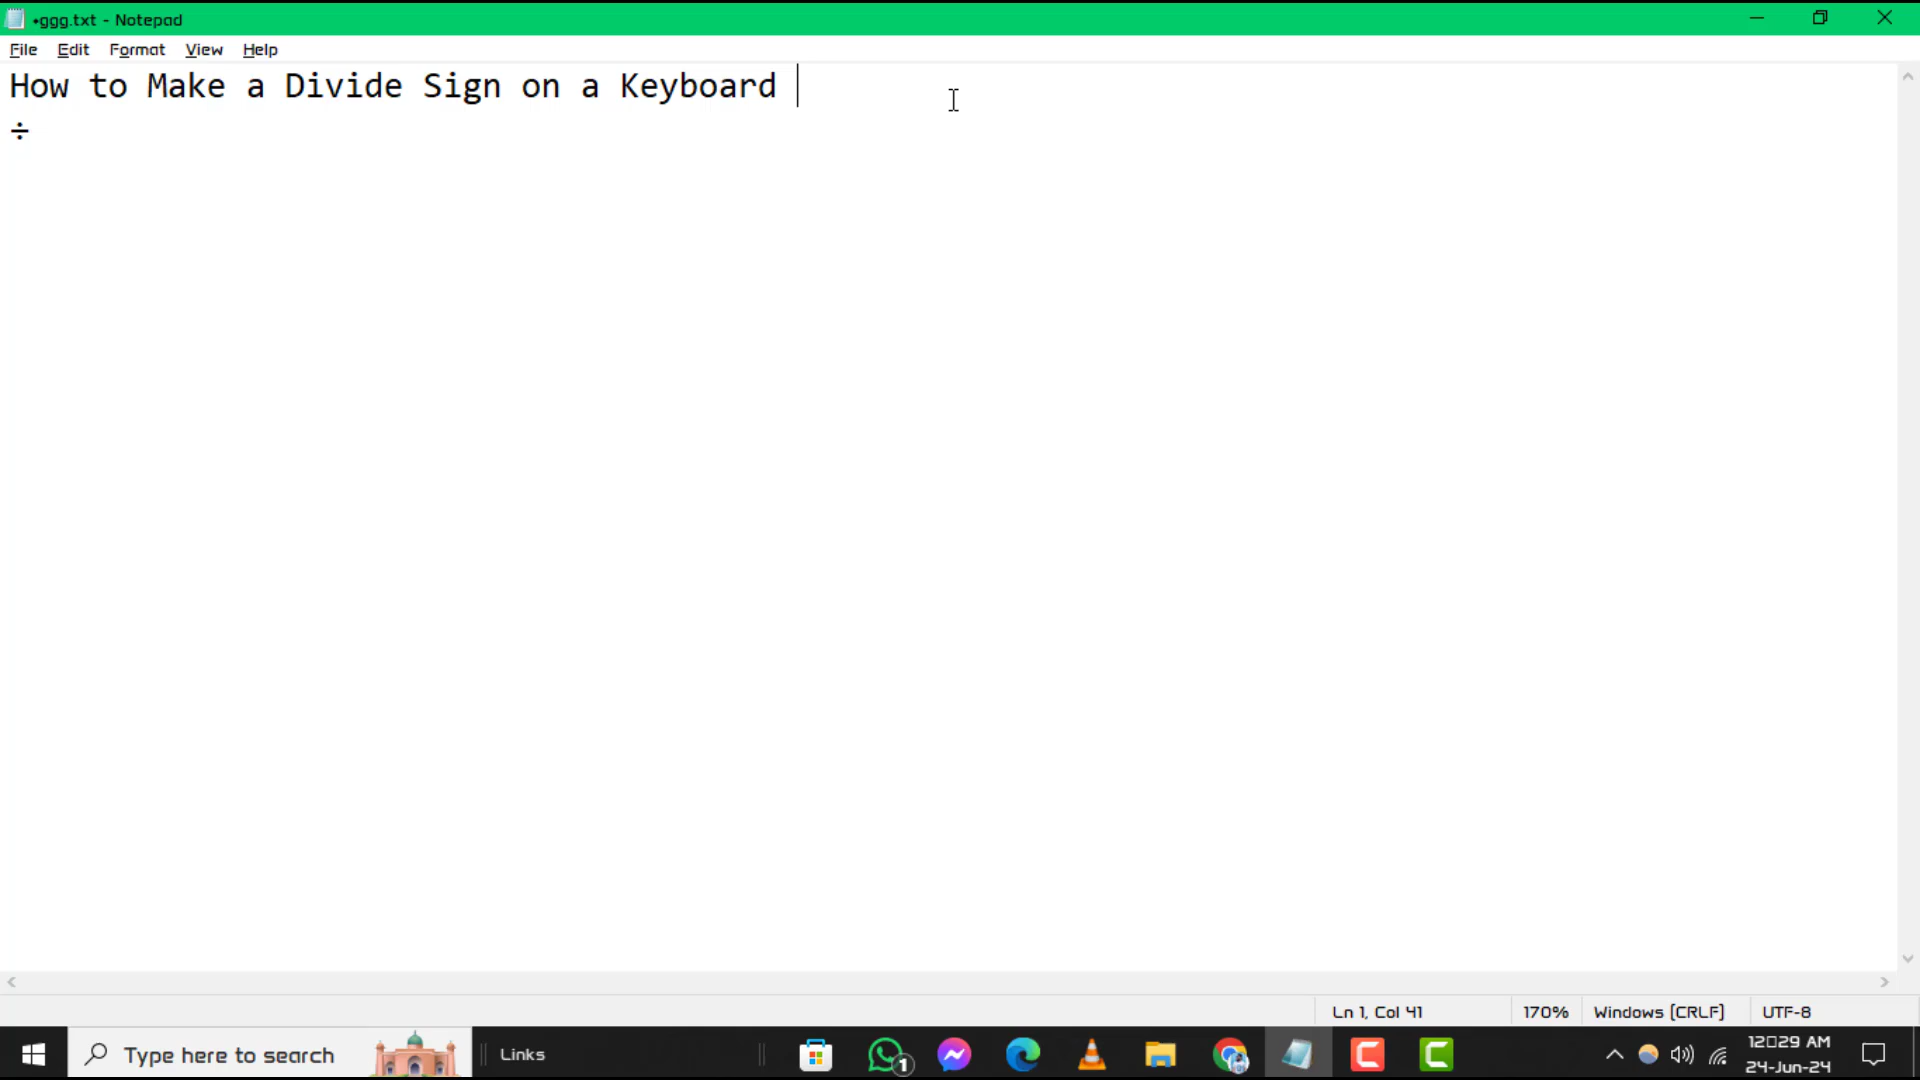 *ggg.txt - Notepad
File Edit Format View Help
How to Make a Divide Sign on a Keyboard
÷
Ln 1, Col 41 170% Windows (CRLF) UTF-8
Type here to search Links 1 12:29 AM
24-Jun-24